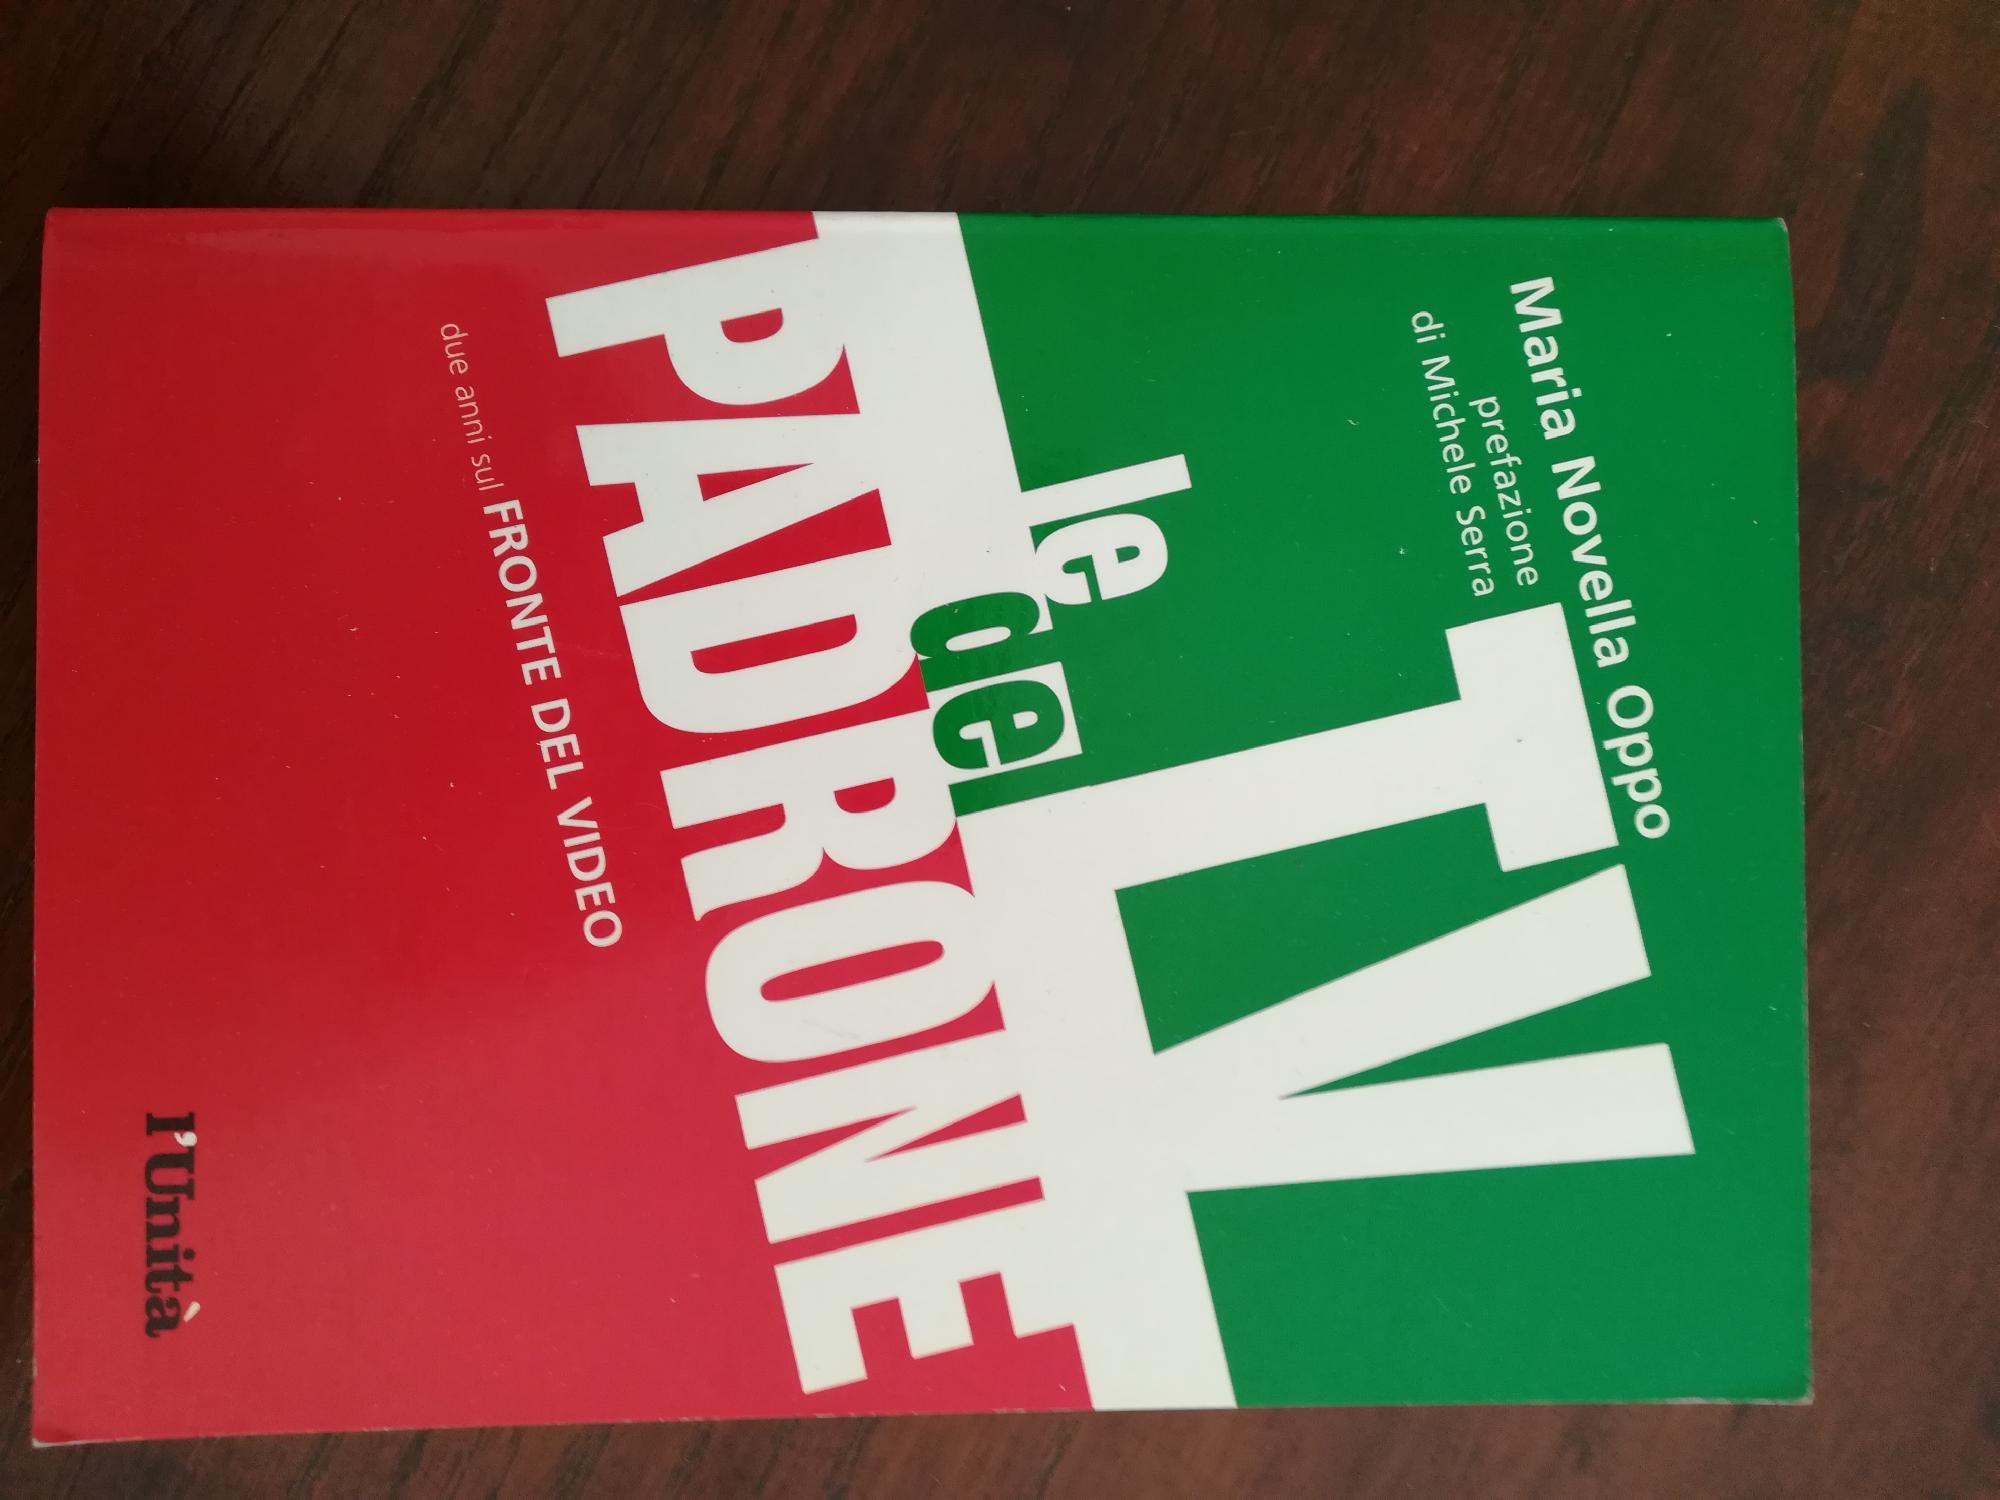 Maria Novella Oppo
prefazione
di Michele Serra
le TV
del
PADRONE
due anni sul FRONTE DEL VIDEO
l'Unità